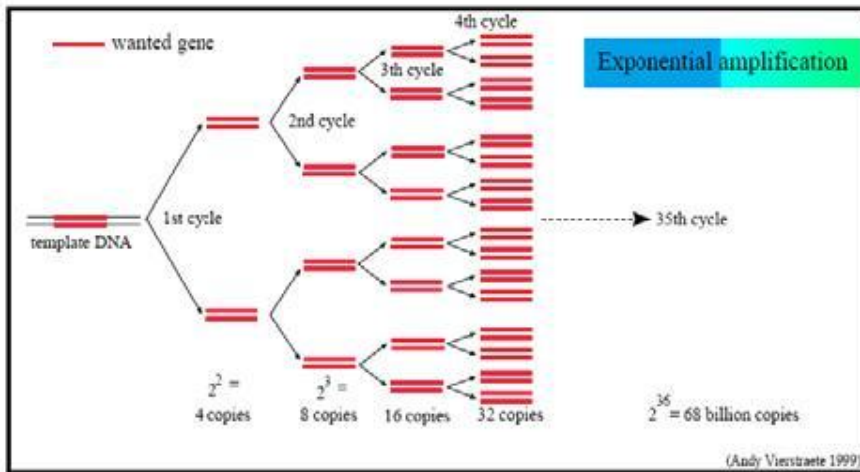 4th cycle
wanted gene
Exponential amplification
3th cycle
2nd cycle
1st cycle
35th cycle
template DNA
2^2 =
4 copies
2^3 =
8 copies
16 copies
32 copies
2^36 = 68 billion copies
(Andy Vierstraete 1999)